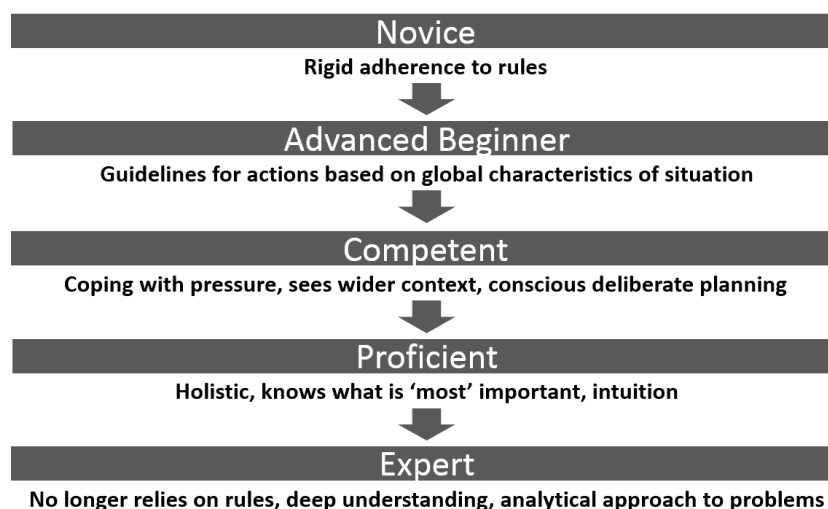 Novice
Rigid adherence to rules
Advanced Beginner
Guidelines for actions based on global characteristics of situation
Competent
Coping with pressure, sees wider context, conscious deliberate planning
Proficient
Holistic, knows what is ‘most’ important, intuition
Expert
No longer relies on rules, deep understanding, analytical approach to problems